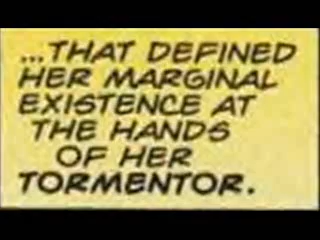 ...THAT DEFINED
HER MARGINAL
EXISTENCE AT
THE HANDS
OF HER
TORMENTOR.